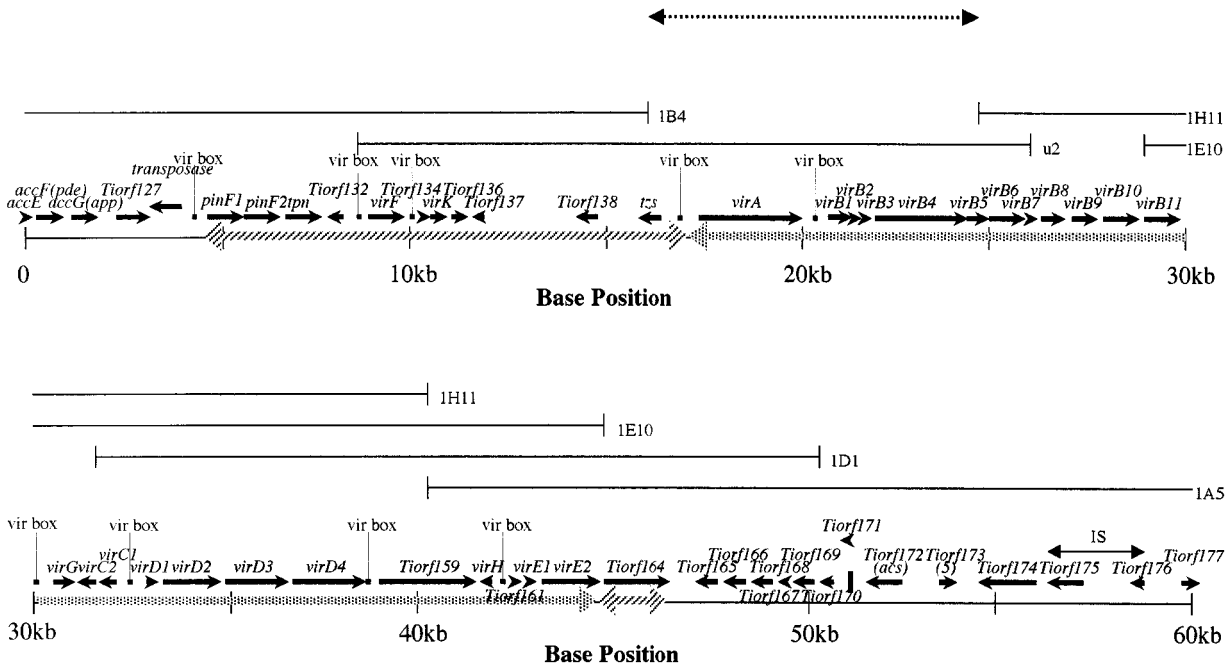 1B4
1H11
u2
1E10
vir box
vir box
vir box
vir box
vir box
transposase
accF(pde)
Tiorf127
Tiorf132
Tiorf134
Tiorf136
virB2
virB6
virB8
virB10
accE
accG(app)
pinF1
pinF2
tpn
virF
virK
Tiorf137
Tiorf138
tzs
virA
virB1
virB3
virB4
virB5
virB7
virB9
virB11
0
10kb
20kb
30kb
Base Position
1H11
1E10
1D1
1A5
vir box
vir box
vir box
vir box
Tiorf171
IS
virC1
Tiorf166
Tiorf169
Tiorf172
(acs)
Tiorf173
(5)
Tiorf177
virG
virC2
virD1
virD2
virD3
virD4
Tiorf159
virH
virE1
virE2
Tiorf164
Tiorf165
Tiorf168
Tiorf174
Tiorf175
Tiorf176
Tiorf161
Tiorf167
Tiorf170
30kb
40kb
50kb
60kb
Base Position